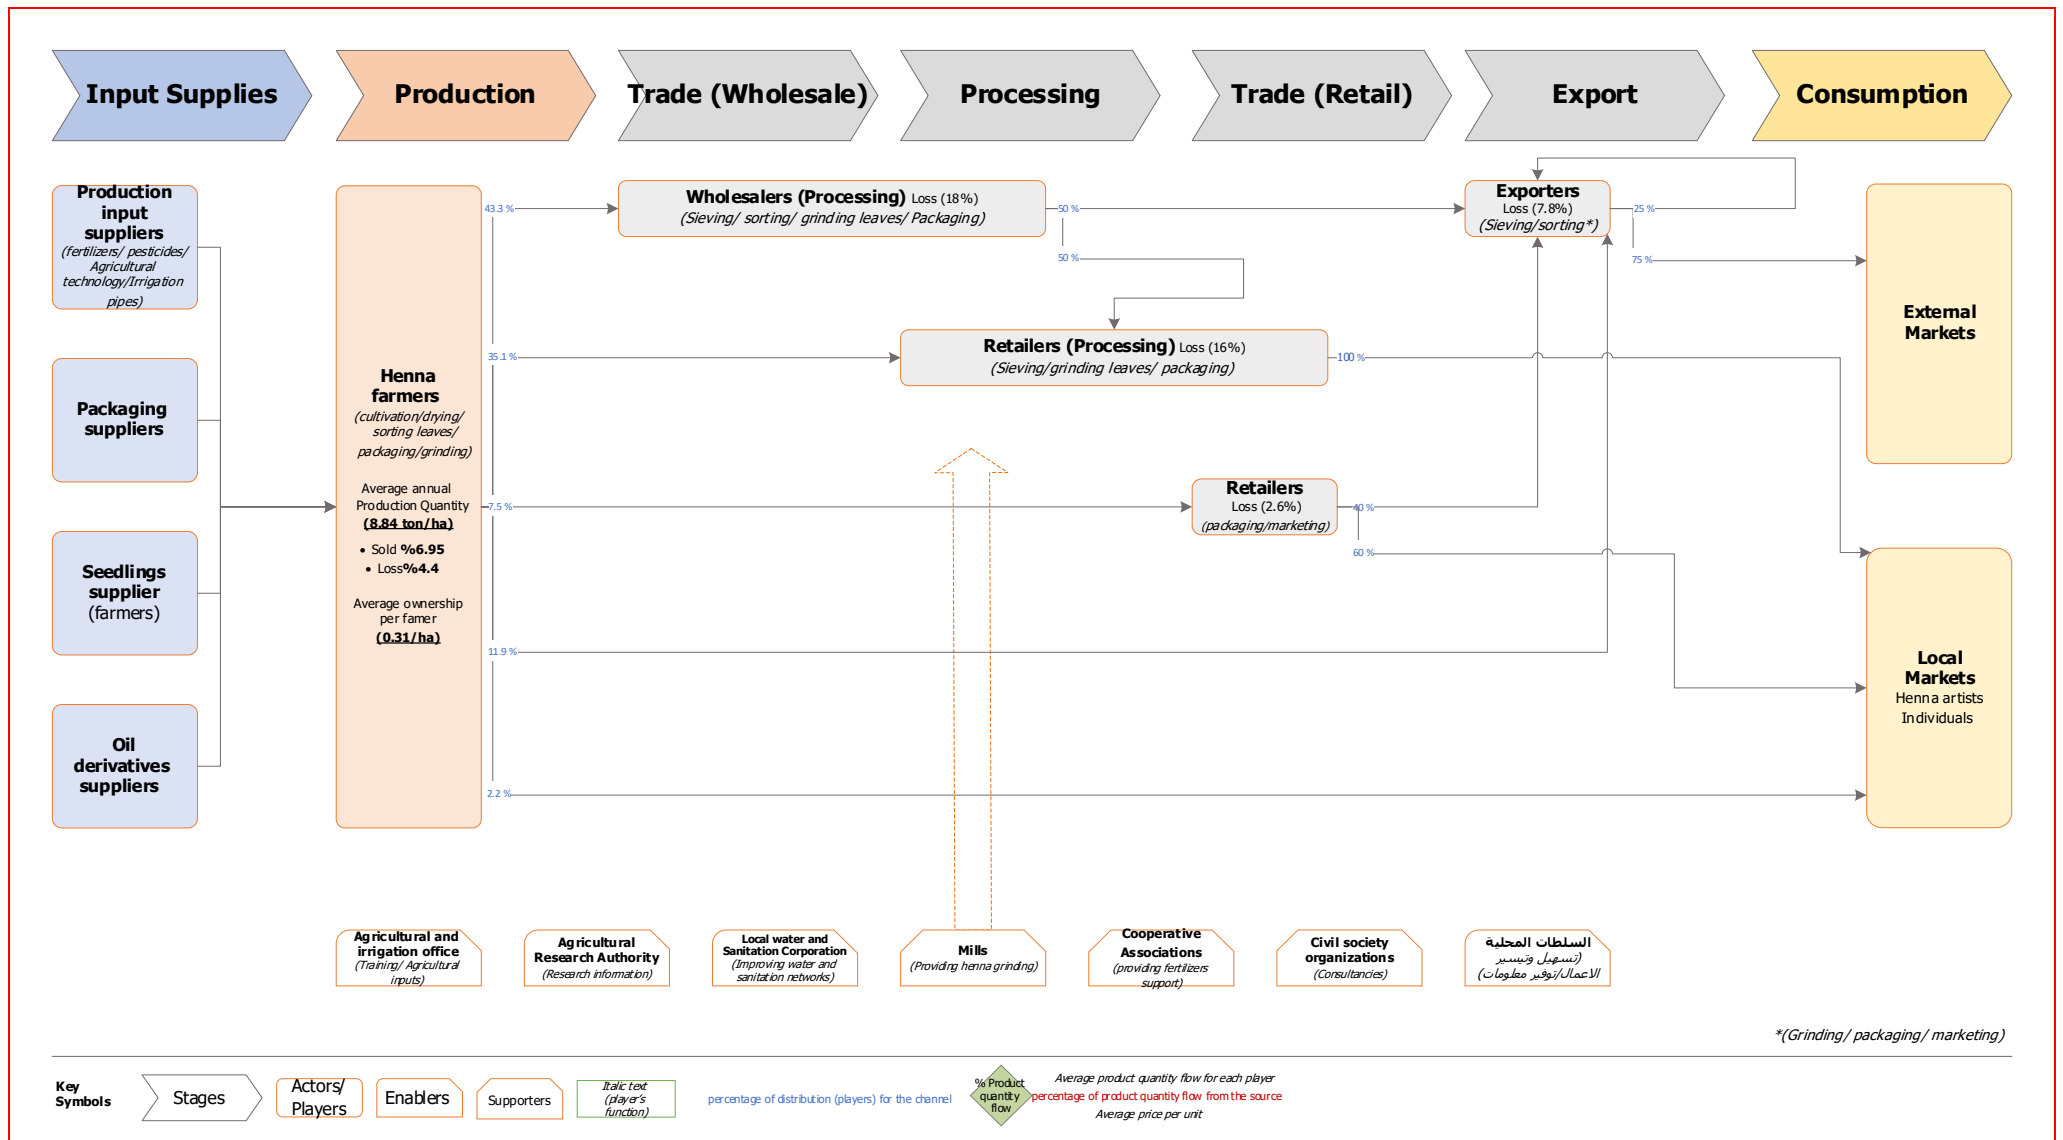 Input Supplies
Production
Trade (Wholesale)
Processing
Trade (Retail)
Export
Consumption
Production
input
suppliers
(fertilizers/ pesticides/
Agricultural
technology/Irrigation
pipes)
Packaging
suppliers
Seedlings
supplier
(farmers)
Oil
derivatives
suppliers
Henna
farmers
(cultivation/drying/
sorting leaves/
packaging/grinding)
Average annual
Production Quantity
(8.84 ton/ha)
• Sold %6.95
• Loss%4.4
Average ownership
per famer
(0.31/ha)
43.3 %
35.1 %
7.5 %
11.9 %
2.2 %
Wholesalers (Processing) Loss (18%)
(Sieving/ sorting/ grinding leaves/ Packaging)
50 %
50 %
Retailers (Processing) Loss (16%)
(Sieving/grinding leaves/ packaging)
100 %
Retailers
Loss (2.6%)
(packaging/marketing)
40 %
60 %
Exporters
Loss (7.8%)
(Sieving/sorting*)
25 %
75 %
External
Markets
Local
Markets
Henna artists
Individuals
Agricultural and
irrigation office
(Training/ Agricultural
inputs)
Agricultural
Research Authority
(Research information)
Local water and
Sanitation Corporation
(Improving water and
sanitation networks)
Mills
(Providing henna grinding)
Cooperative
Associations
(providing fertilizers
support)
Civil society
organizations
(Consultancies)
السلطات المحلية
(تسهيل وتيسير
الاعمال/توفير معلومات)
*(Grinding/ packaging/ marketing)
Key
Symbols
Stages
Actors/
Players
Enablers
Supporters
Italic text
(player's
function)
percentage of distribution (players) for the channel
% Product
quantity
flow
Average product quantity flow for each player
percentage of product quantity flow from the source
Average price per unit